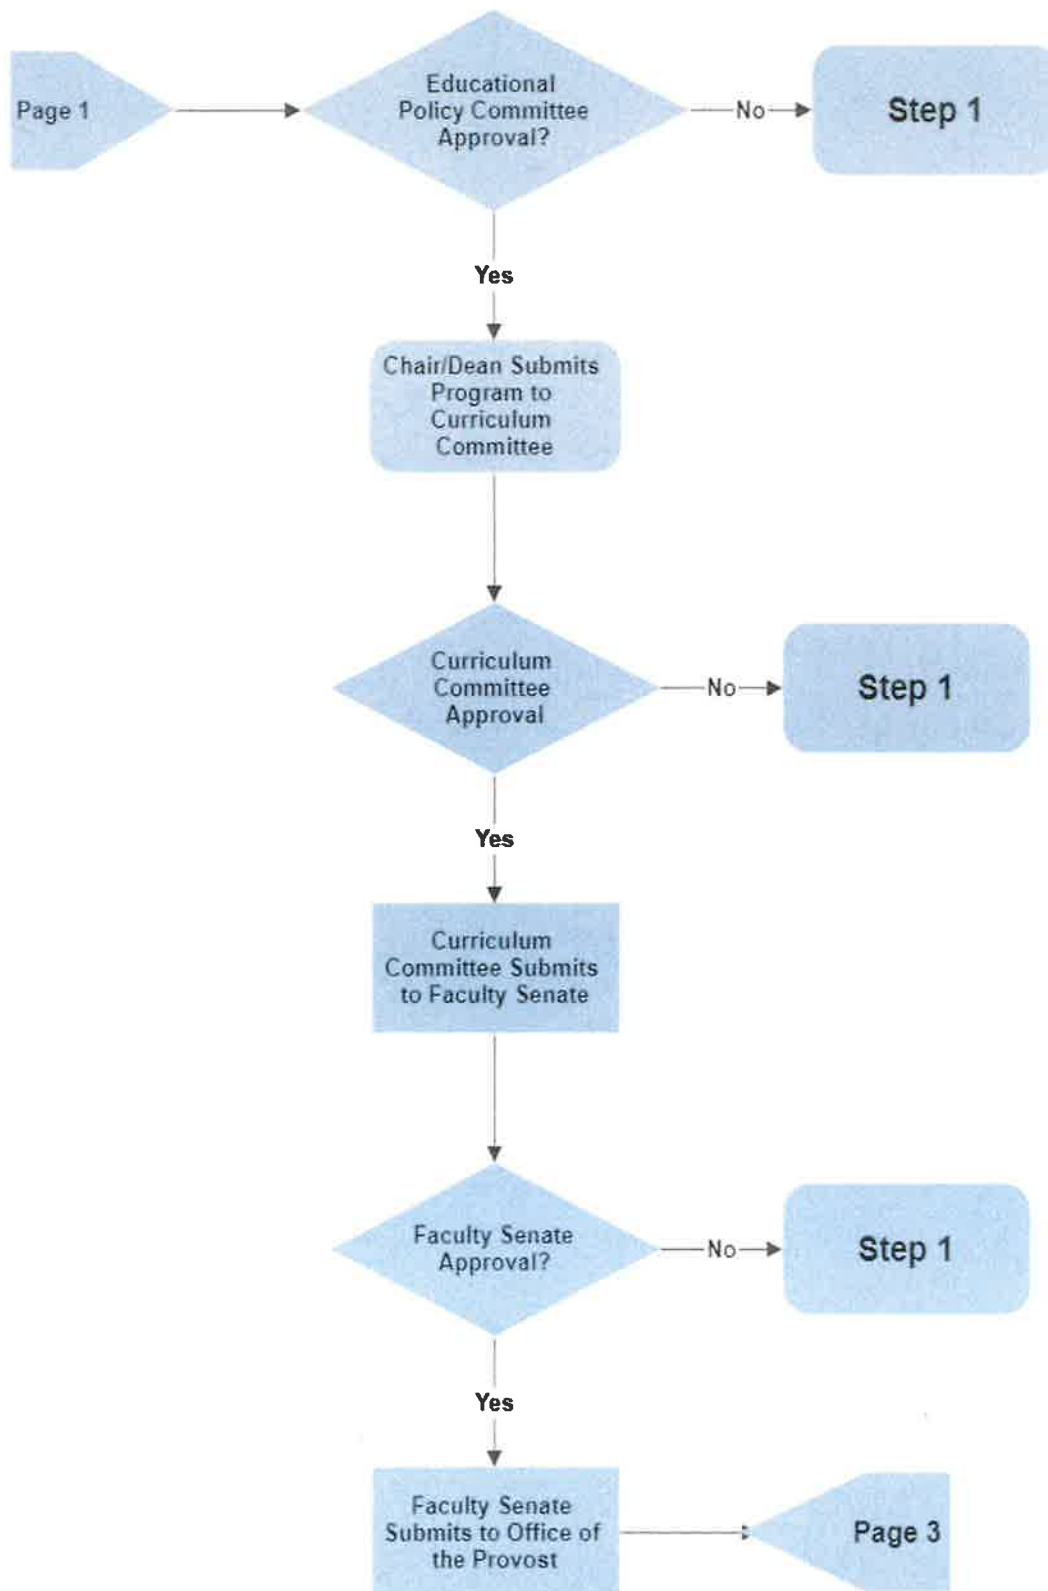 Page 1
Educational
Policy Committee
Approval?
No
Step 1
Yes
Chair/Dean Submits
Program to
Curriculum
Committee
Curriculum
Committee
Approval
No
Step 1
Yes
Curriculum
Committee Submits
to Faculty Senate
Faculty Senate
Approval?
No
Step 1
Yes
Faculty Senate
Submits to Office of
the Provost
Page 3